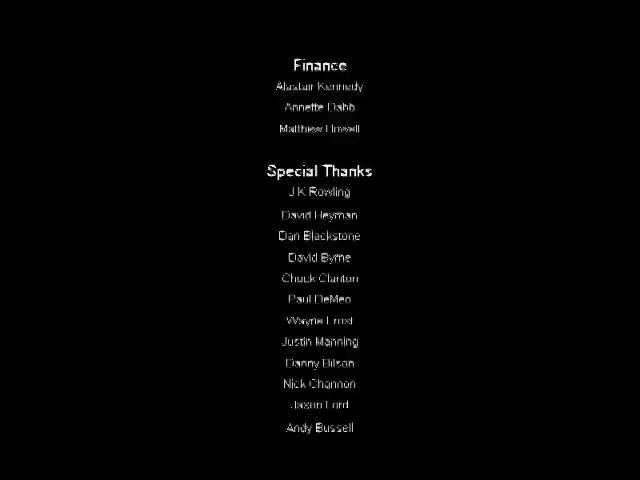 Finance
Alastair Kennedy
Annette Dabb
Matthew Howell
Special Thanks
J K Rowling
David Heyman
Dan Blackstone
David Byrne
Chuck Clanton
Paul DeMeo
Wayne Frost
Justin Manning
Danny Bilson
Nick Channon
Jason Lord
Andy Bussell